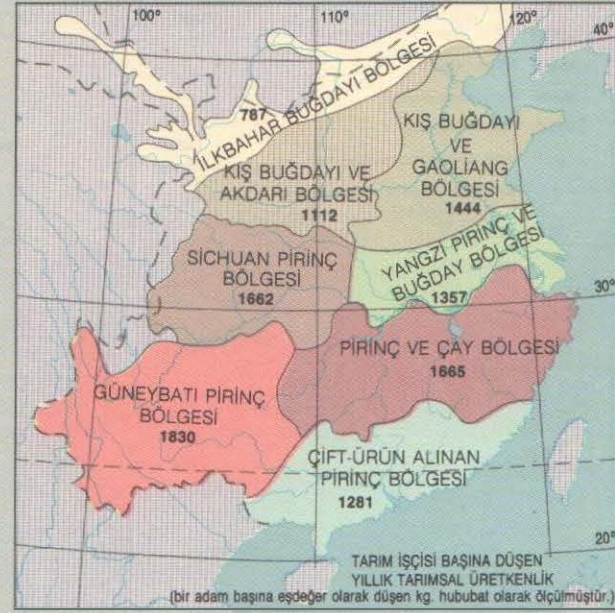 100°
110°
120°
40°
İLKBAHAR BUĞDAYI BÖLGESİ
787
KIŞ BUĞDAYI
VE
GAOLIANG
BÖLGESİ
1444
KIŞ BUĞDAYI VE
AKDARI BÖLGESİ
1112
SİCHUAN PİRİNÇ
BÖLGESİ
1662
YANGZI PİRİNÇ VE
BUĞDAY BÖLGESİ
1357
30°
PİRİNÇ VE ÇAY BÖLGESİ
1665
GÜNEYBATI PİRİNÇ
BÖLGESİ
1830
ÇİFT-ÜRÜN ALINAN
PİRİNÇ BÖLGESİ
1281
20°
TARIM İŞÇİSİ BAŞINA DÜŞEN
YILLIK TARIMSAL ÜRETKENLİK
(bir adam başına eşdeğer olarak düşen kg. hububat olarak ölçülmüştür.)